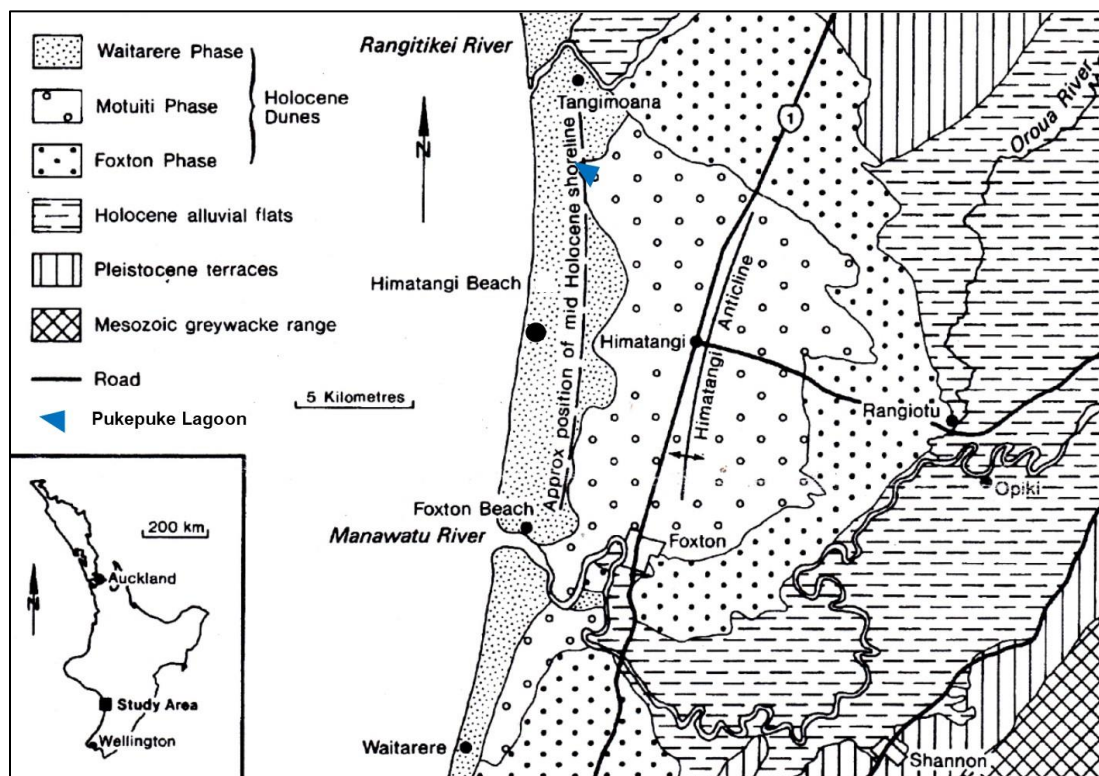 Waitarere Phase
Motuiti Phase
Foxton Phase
Holocene
Dunes
Holocene alluvial flats
Pleistocene terraces
Mesozoic greywacke range
Road
Pukepuke Lagoon
N
5 Kilometres
Rangitikei River
Tangimoana
1
Oroua River
Approx position of mid Holocene shoreline
Himatangi Beach
Himatangi
Himatangi Anticline
Rangiotu
Opiki
Foxton Beach
Manawatu River
Foxton
Waitarere
Shannon
200 km
N
Auckland
Study Area
Wellington